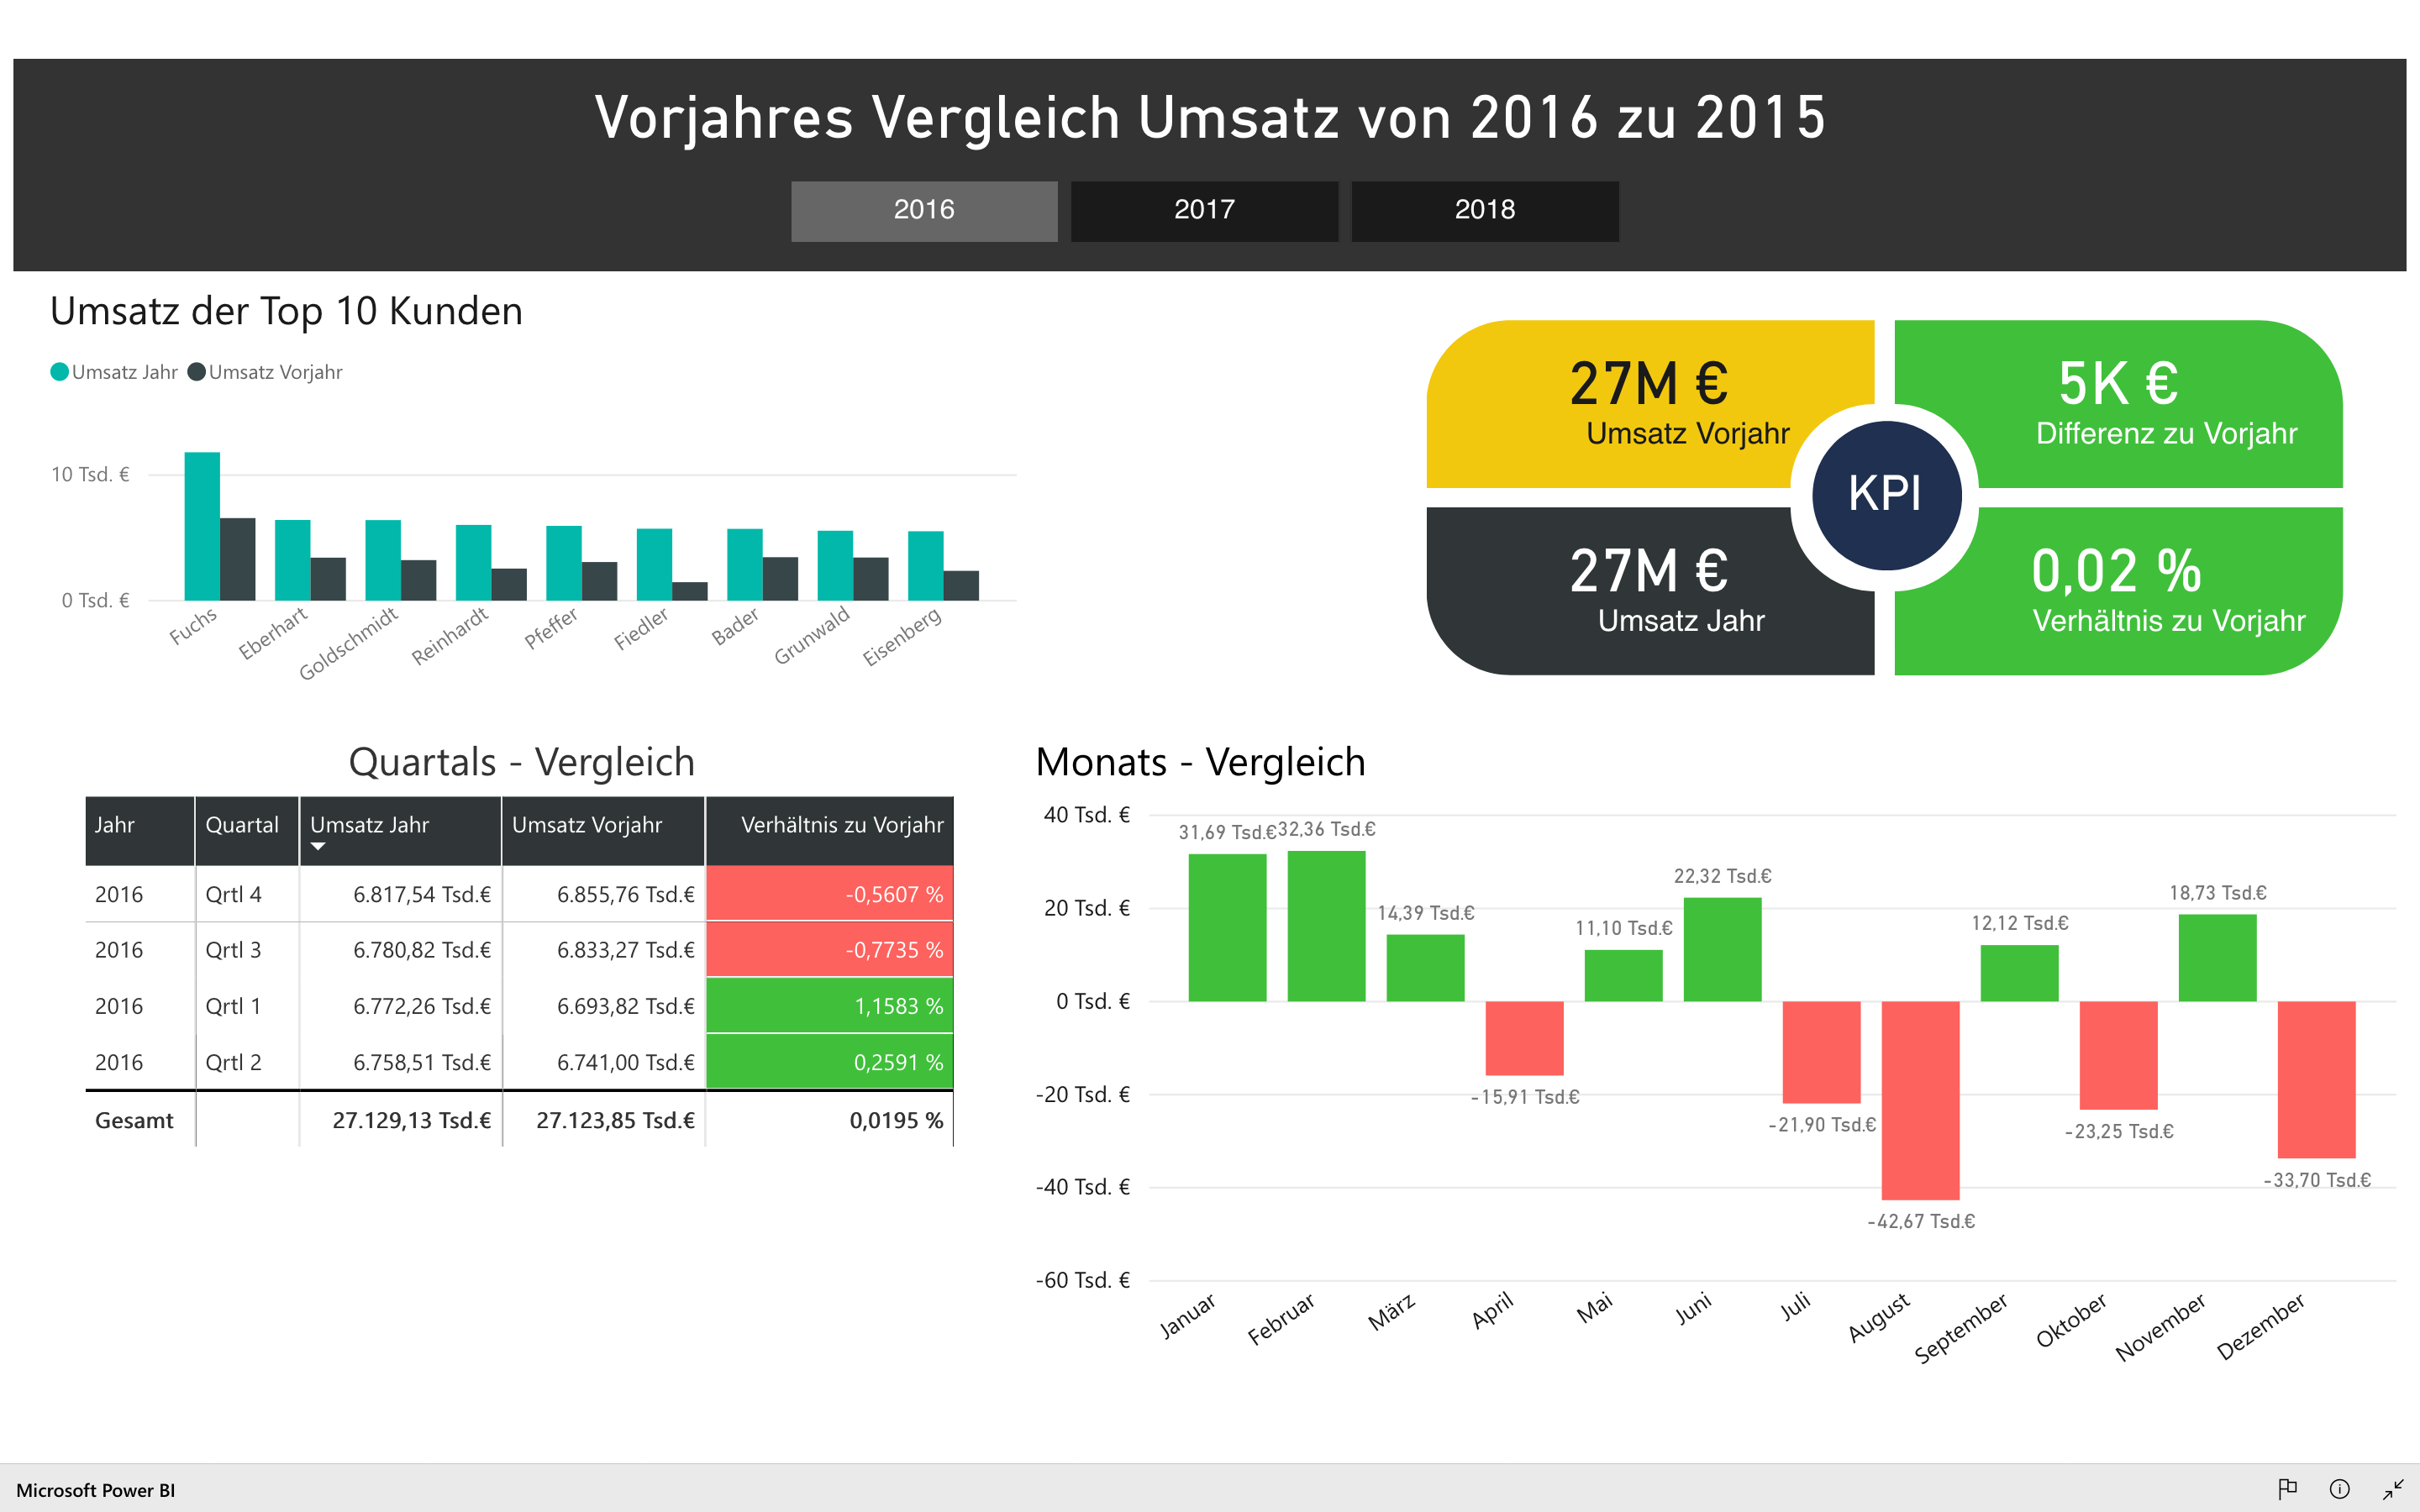 Vorjahres Vergleich Umsatz von 2016 zu 2015
2016 2017 2018
Umsatz der Top 10 Kunden
Umsatz Jahr Umsatz Vorjahr
10 Tsd. €
0 Tsd. €
Fuchs Eberhart Goldschmidt Reinhardt Pfeffer Fiedler Bader Grunwald Eisenberg
27M €
Umsatz Vorjahr
5K €
Differenz zu Vorjahr
KPI
27M €
Umsatz Jahr
0,02 %
Verhältnis zu Vorjahr
Quartals - Vergleich
Jahr Quartal Umsatz Jahr Umsatz Vorjahr Verhältnis zu Vorjahr
2016 Qrtl 4 6.817,54 Tsd.€ 6.855,76 Tsd.€ -0,5607 %
2016 Qrtl 3 6.780,82 Tsd.€ 6.833,27 Tsd.€ -0,7735 %
2016 Qrtl 1 6.772,26 Tsd.€ 6.693,82 Tsd.€ 1,1583 %
2016 Qrtl 2 6.758,51 Tsd.€ 6.741,00 Tsd.€ 0,2591 %
Gesamt 27.129,13 Tsd.€ 27.123,85 Tsd.€ 0,0195 %
Monats - Vergleich
40 Tsd. €
20 Tsd. €
0 Tsd. €
-20 Tsd. €
-40 Tsd. €
-60 Tsd. €
31,69 Tsd.€
32,36 Tsd.€
14,39 Tsd.€
-15,91 Tsd.€
11,10 Tsd.€
22,32 Tsd.€
-21,90 Tsd.€
-42,67 Tsd.€
12,12 Tsd.€
-23,25 Tsd.€
18,73 Tsd.€
-33,70 Tsd.€
Januar Februar März April Mai Juni Juli August September Oktober November Dezember
Microsoft Power BI